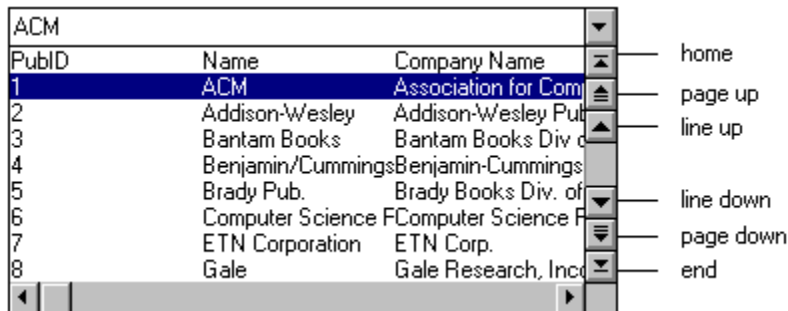 ACM
PubID Name Company Name
1 ACM Association for Com
2 Addison-Wesley Addison-Wesley Pub
3 Bantam Books Bantam Books Div
4 Benjamin/Cummings Benjamin-Cummings
5 Brady Pub. Brady Books Div. of
6 Computer Science Computer Science
7 ETN Corporation ETN Corp.
8 Gale Gale Research, Inc
home
page up
line up
line down
page down
end